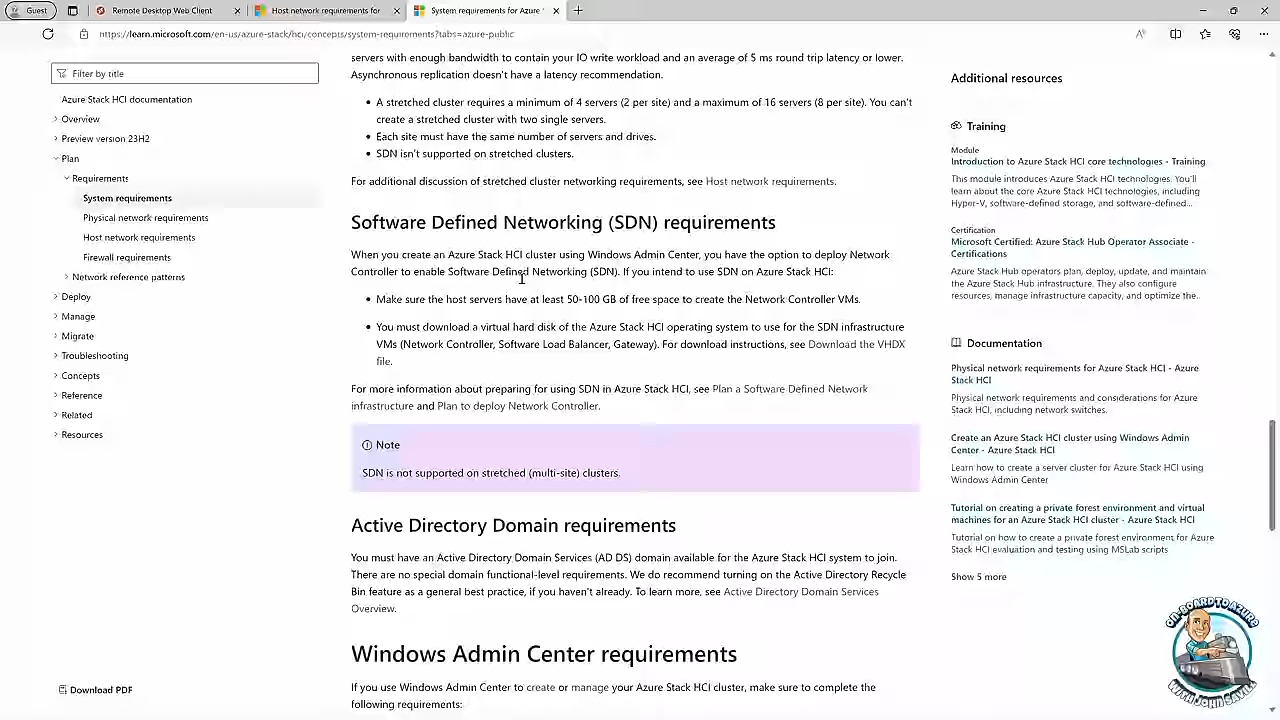 Guest
Remote Desktop Web Client
Host network requirements for
System requirements for Azure
https://learn.microsoft.com/en-us/azure-stack/hci/concepts/system-requirements?tabs=azure-public
Filter by title
Azure Stack HCI documentation
Overview
Preview version 23H2
Plan
Requirements
System requirements
Physical network requirements
Host network requirements
Firewall requirements
Network reference patterns
Deploy
Manage
Migrate
Troubleshooting
Concepts
Reference
Related
Resources
Download PDF
servers with enough bandwidth to contain your IO write workload and an average of 5 ms round trip latency or lower.
Asynchronous replication doesn't have a latency recommendation.
• A stretched cluster requires a minimum of 4 servers (2 per site) and a maximum of 16 servers (8 per site). You can't
create a stretched cluster with two single servers.
• Each site must have the same number of servers and drives.
• SDN isn't supported on stretched clusters.
For additional discussion of stretched cluster networking requirements, see Host network requirements.
Software Defined Networking (SDN) requirements
When you create an Azure Stack HCI cluster using Windows Admin Center, you have the option to deploy Network
Controller to enable Software Defined Networking (SDN). If you intend to use SDN on Azure Stack HCI:
• Make sure the host servers have at least 50-100 GB of free space to create the Network Controller VMs.
• You must download a virtual hard disk of the Azure Stack HCI operating system to use for the SDN infrastructure
VMs (Network Controller, Software Load Balancer, Gateway). For download instructions, see Download the VHDX
file.
For more information about preparing for using SDN in Azure Stack HCI, see Plan a Software Defined Network
infrastructure and Plan to deploy Network Controller.
Note
SDN is not supported on stretched (multi-site) clusters.
Active Directory Domain requirements
You must have an Active Directory Domain Services (AD DS) domain available for the Azure Stack HCI system to join.
There are no special domain functional-level requirements. We do recommend turning on the Active Directory Recycle
Bin feature as a general best practice, if you haven't already. To learn more, see Active Directory Domain Services
Overview.
Windows Admin Center requirements
If you use Windows Admin Center to create or manage your Azure Stack HCI cluster, make sure to complete the
following requirements:
Additional resources
Training
Module
Introduction to Azure Stack HCI core technologies - Training
This module introduces Azure Stack HCI technologies. You'll
learn about the core Azure Stack HCI technologies, including
Hyper-V, software-defined storage, and software-defined...
Certification
Microsoft Certified: Azure Stack Hub Operator Associate -
Certifications
Azure Stack Hub operators plan, deploy, update, and maintain
the Azure Stack Hub infrastructure. They also configure
resources, manage infrastructure capacity, and optimize the..
Documentation
Physical network requirements for Azure Stack HCI - Azure
Stack HCI
Physical network requirements and considerations for Azure
Stack HCI, including network switches.
Create an Azure Stack HCI cluster using Windows Admin
Center - Azure Stack HCI
Learn how to create a server cluster for Azure Stack HCI using
Windows Admin Center
Tutorial on creating a private forest environment and virtual
machines for an Azure Stack HCI cluster - Azure Stack HCI
Tutorial on how to create a private forest environment for Azure
Stack HCI evaluation and testing using MSLab scripts
Show 5 more
ON-BOARD TO AZURE
WITH JOHN SAVILL